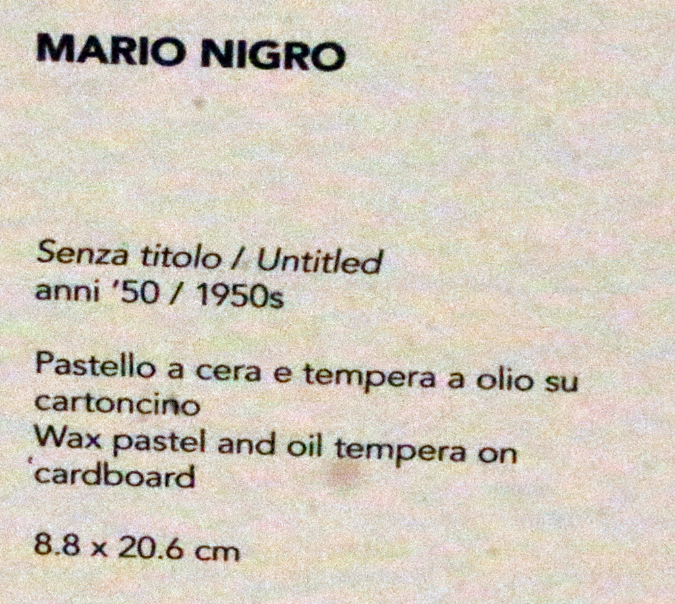 MARIO NIGRO
Senza titolo / Untitled
anni '50 / 1950s
Pastello a cera e tempera a olio su
cartoncino
Wax pastel and oil tempera on
cardboard
8.8 x 20.6 cm